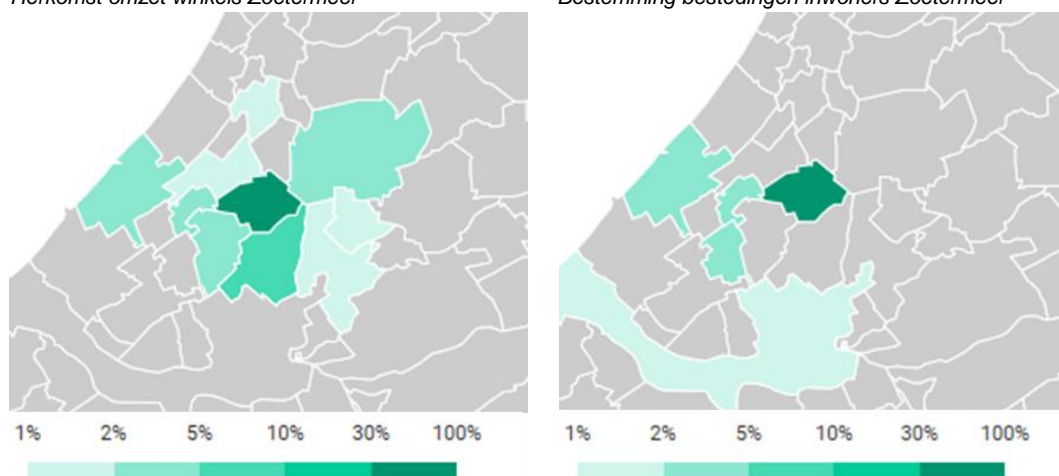 Herkomst omzet winkels Zoetermeer
Bestemming bestedingen inwoners Zoetermeer
1% 2% 5% 10% 30% 100%
1% 2% 5% 10% 30% 100%